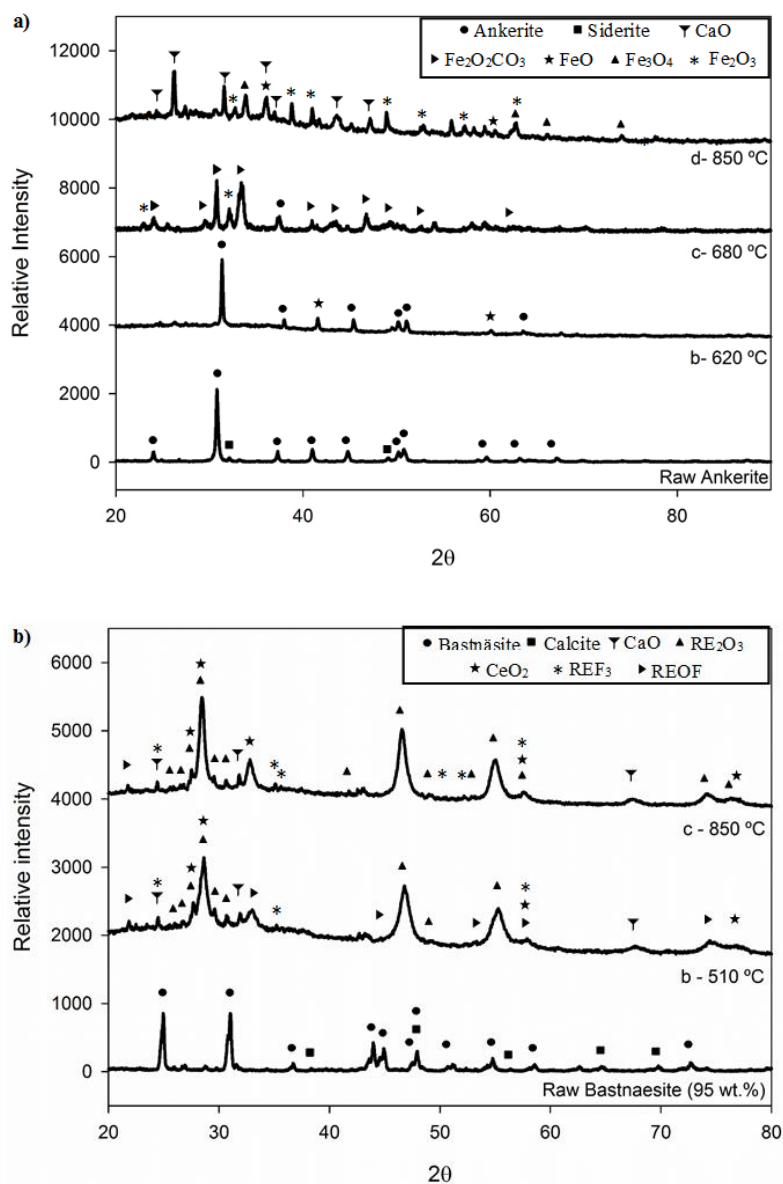 a)
● Ankerite ■ Siderite ▼ CaO
► Fe₂O₂CO₃ ★ FeO ▲ Fe₃O₄ * Fe₂O₃
12000
10000
8000
6000
4000
2000
0
Relative Intensity
d- 850 ºC
c- 680 ºC
b- 620 ºC
Raw Ankerite
20 40 60 80
2θ
b)
● Bastnäsite ■ Calcite ▼ CaO ▲ RE₂O₃
★ CeO₂ * REF₃ ► REOF
6000
5000
4000
3000
2000
1000
0
Relative intensity
c - 850 ºC
b - 510 ºC
Raw Bastnaesite (95 wt.%)
20 30 40 50 60 70 80
2θ